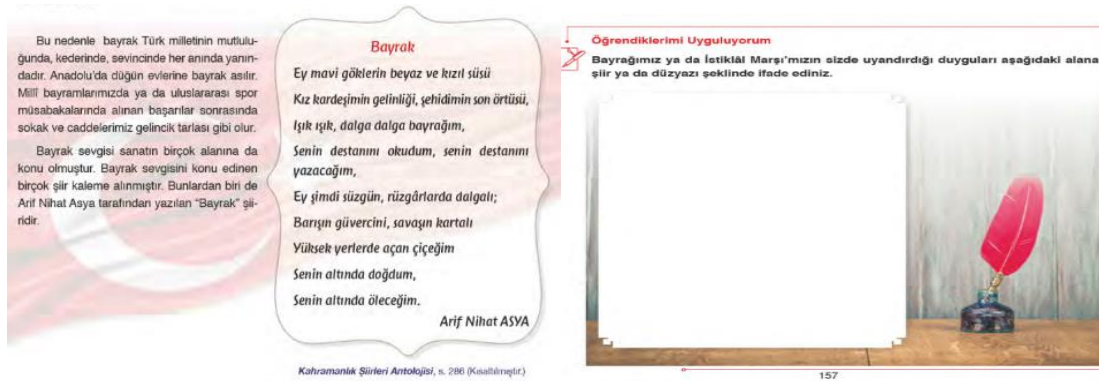 Bu nedenle bayrak Türk milletinin mutlulu-
ğunda, kederinde, sevincinde her anında yanın-
dadır. Anadolu'da düğün evlerine bayrak asılır.
Millî bayramlarımızda ya da uluslararası spor
müsabakalarında alınan başarılar sonrasında
sokak ve caddelerimiz gelincik tarlası gibi olur.
Bayrak sevgisi sanatın birçok alanına da
konu olmuştur. Bayrak sevgisini konu edinen
birçok şiir kaleme alınmıştır. Bunlardan biri de
Arif Nihat Asya tarafından yazılan "Bayrak" şii-
ridir.
Bayrak
Ey mavi göklerin beyaz ve kızıl süsü
Kız kardeşimin gelinliği, şehidimin son örtüsü,
Işık ışık, dalga dalga bayrağım,
Senin destanını okudum, senin destanını
yazacağım,
Ey şimdi süzgün, rüzgârlarda dalgalı;
Barışın güvercini, savaşın kartalı
Yüksek yerlerde açan çiçeğim
Senin altında doğdum,
Senin altında öleceğim.
Arif Nihat ASYA
Kahramanlık Şiirleri Antolojisi, s. 286 (Kısaltılmıştır.)
Öğrendiklerimi Uyguluyorum
Bayrağımız ya da İstiklâl Marşı'mızın sizde uyandırdığı duyguları aşağıdaki alana
şiir ya da düzyazı şeklinde ifade ediniz.
157